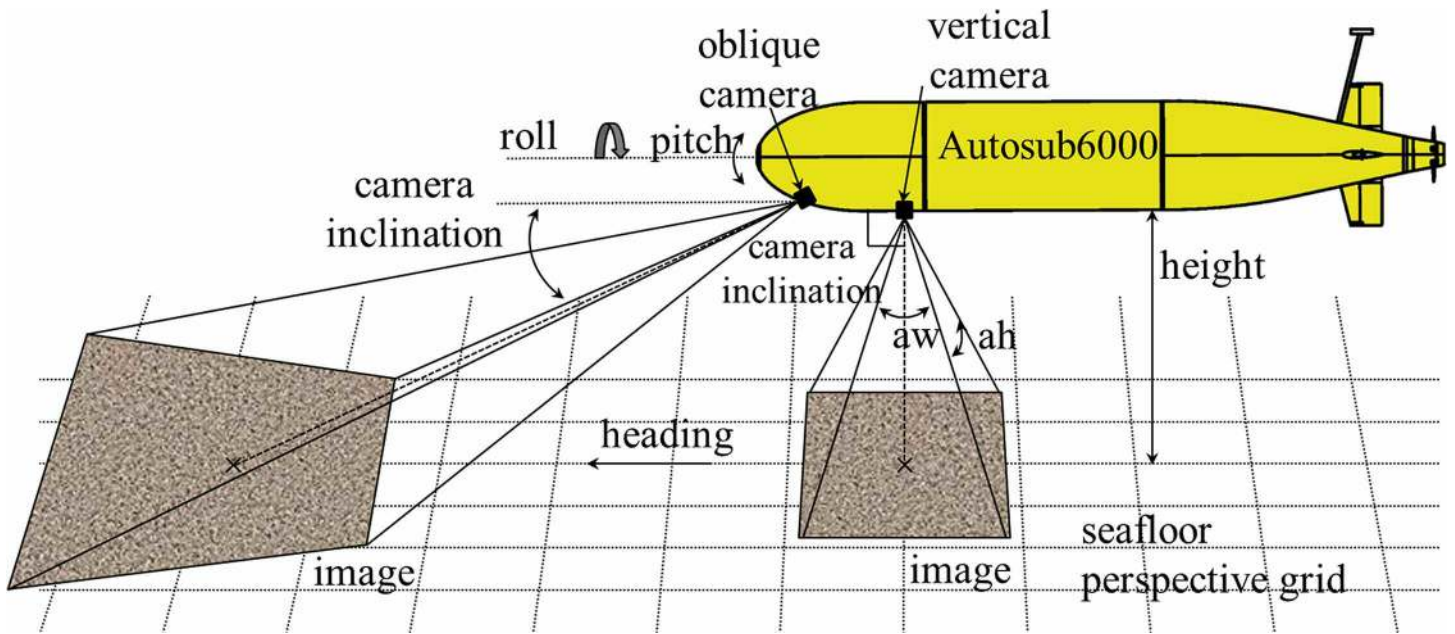 oblique
camera
vertical
camera
roll
pitch
Autosub6000
camera
inclination
camera
inclination
height
aw
ah
heading
image
image
seafloor
perspective grid